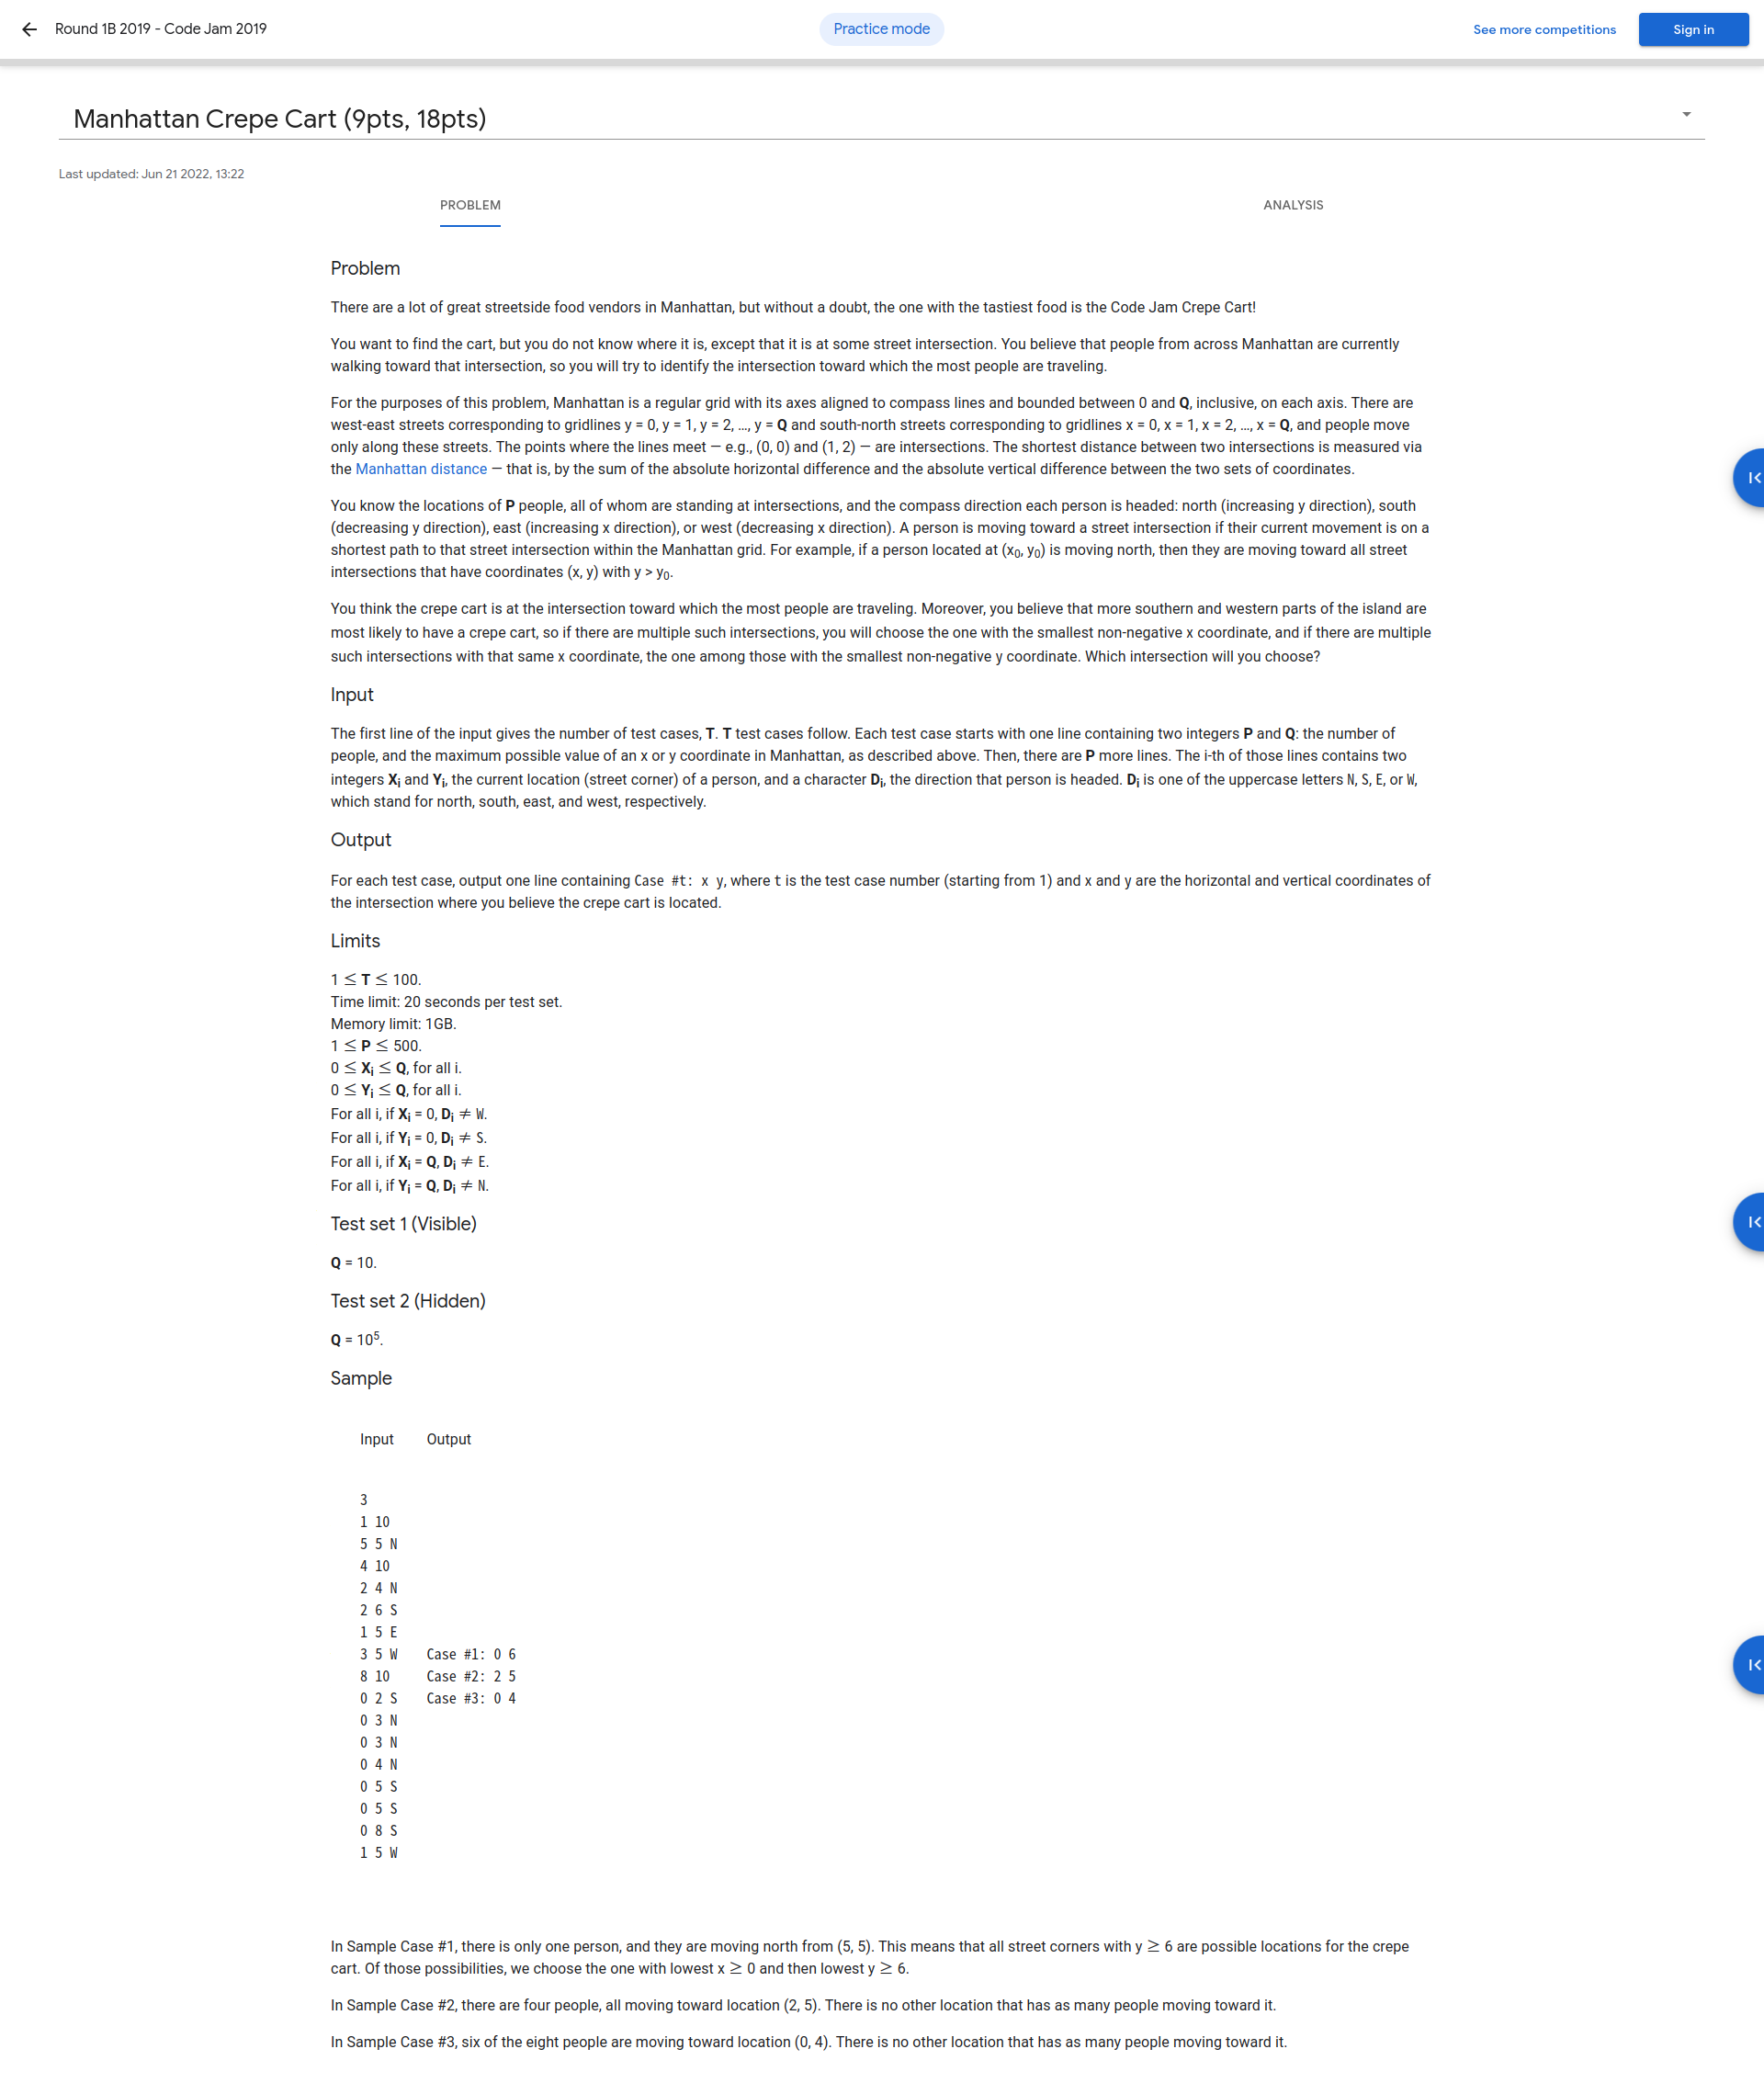 Round 1B 2019 - Code Jam 2019
Practice mode
See more competitions
Sign in
Manhattan Crepe Cart (9pts, 18pts)
Last updated: Jun 21 2022, 13:22
PROBLEM
ANALYSIS
Problem
There are a lot of great streetside food vendors in Manhattan, but without a doubt, the one with the tastiest food is the Code Jam Crepe Cart!
You want to find the cart, but you do not know where it is, except that it is at some street intersection. You believe that people from across Manhattan are currently
walking toward that intersection, so you will try to identify the intersection toward which the most people are traveling.
For the purposes of this problem, Manhattan is a regular grid with its axes aligned to compass lines and bounded between 0 and Q, inclusive, on each axis. There are
west-east streets corresponding to gridlines y = 0, y = 1, y = 2, ..., y = Q and south-north streets corresponding to gridlines x = 0, x = 1, x = 2, ..., x = Q, and people move
only along these streets. The points where the lines meet — e.g., (0, 0) and (1, 2) — are intersections. The shortest distance between two intersections is measured via
the Manhattan distance — that is, by the sum of the absolute horizontal difference and the absolute vertical difference between the two sets of coordinates.
You know the locations of P people, all of whom are standing at intersections, and the compass direction each person is headed: north (increasing y direction), south
(decreasing y direction), east (increasing x direction), or west (decreasing x direction). A person is moving toward a street intersection if their current movement is on a
shortest path to that street intersection within the Manhattan grid. For example, if a person located at (x₀, y₀) is moving north, then they are moving toward all street
intersections that have coordinates (x, y) with y > y₀.
You think the crepe cart is at the intersection toward which the most people are traveling. Moreover, you believe that more southern and western parts of the island are
most likely to have a crepe cart, so if there are multiple such intersections, you will choose the one with the smallest non-negative x coordinate, and if there are multiple
such intersections with that same x coordinate, the one among those with the smallest non-negative y coordinate. Which intersection will you choose?
Input
The first line of the input gives the number of test cases, T. T test cases follow. Each test case starts with one line containing two integers P and Q: the number of
people, and the maximum possible value of an x or y coordinate in Manhattan, as described above. Then, there are P more lines. The i-th of those lines contains two
integers Xᵢ and Yᵢ, the current location (street corner) of a person, and a character Dᵢ, the direction that person is headed. Dᵢ is one of the uppercase letters N, S, E, or W,
which stand for north, south, east, and west, respectively.
Output
For each test case, output one line containing Case #t: x y, where t is the test case number (starting from 1) and x and y are the horizontal and vertical coordinates of
the intersection where you believe the crepe cart is located.
Limits
1 ≤ T ≤ 100.
Time limit: 20 seconds per test set.
Memory limit: 1GB.
1 ≤ P ≤ 500.
0 ≤ Xᵢ ≤ Q, for all i.
0 ≤ Yᵢ ≤ Q, for all i.
For all i, if Xᵢ = 0, Dᵢ ≠ W.
For all i, if Yᵢ = 0, Dᵢ ≠ S.
For all i, if Xᵢ = Q, Dᵢ ≠ E.
For all i, if Yᵢ = Q, Dᵢ ≠ N.
Test set 1 (Visible)
Q = 10.
Test set 2 (Hidden)
Q = 10⁵.
Sample
Input Output
3
1 10
5 5 N
4 10
2 4 N
2 6 S
1 5 E
3 5 W Case #1: 0 6
8 10 Case #2: 2 5
0 2 S Case #3: 0 4
0 3 N
0 3 N
0 4 N
0 5 S
0 5 S
0 8 S
1 5 W
In Sample Case #1, there is only one person, and they are moving north from (5, 5). This means that all street corners with y ≥ 6 are possible locations for the crepe
cart. Of those possibilities, we choose the one with lowest x ≥ 0 and then lowest y ≥ 6.
In Sample Case #2, there are four people, all moving toward location (2, 5). There is no other location that has as many people moving toward it.
In Sample Case #3, six of the eight people are moving toward location (0, 4). There is no other location that has as many people moving toward it.